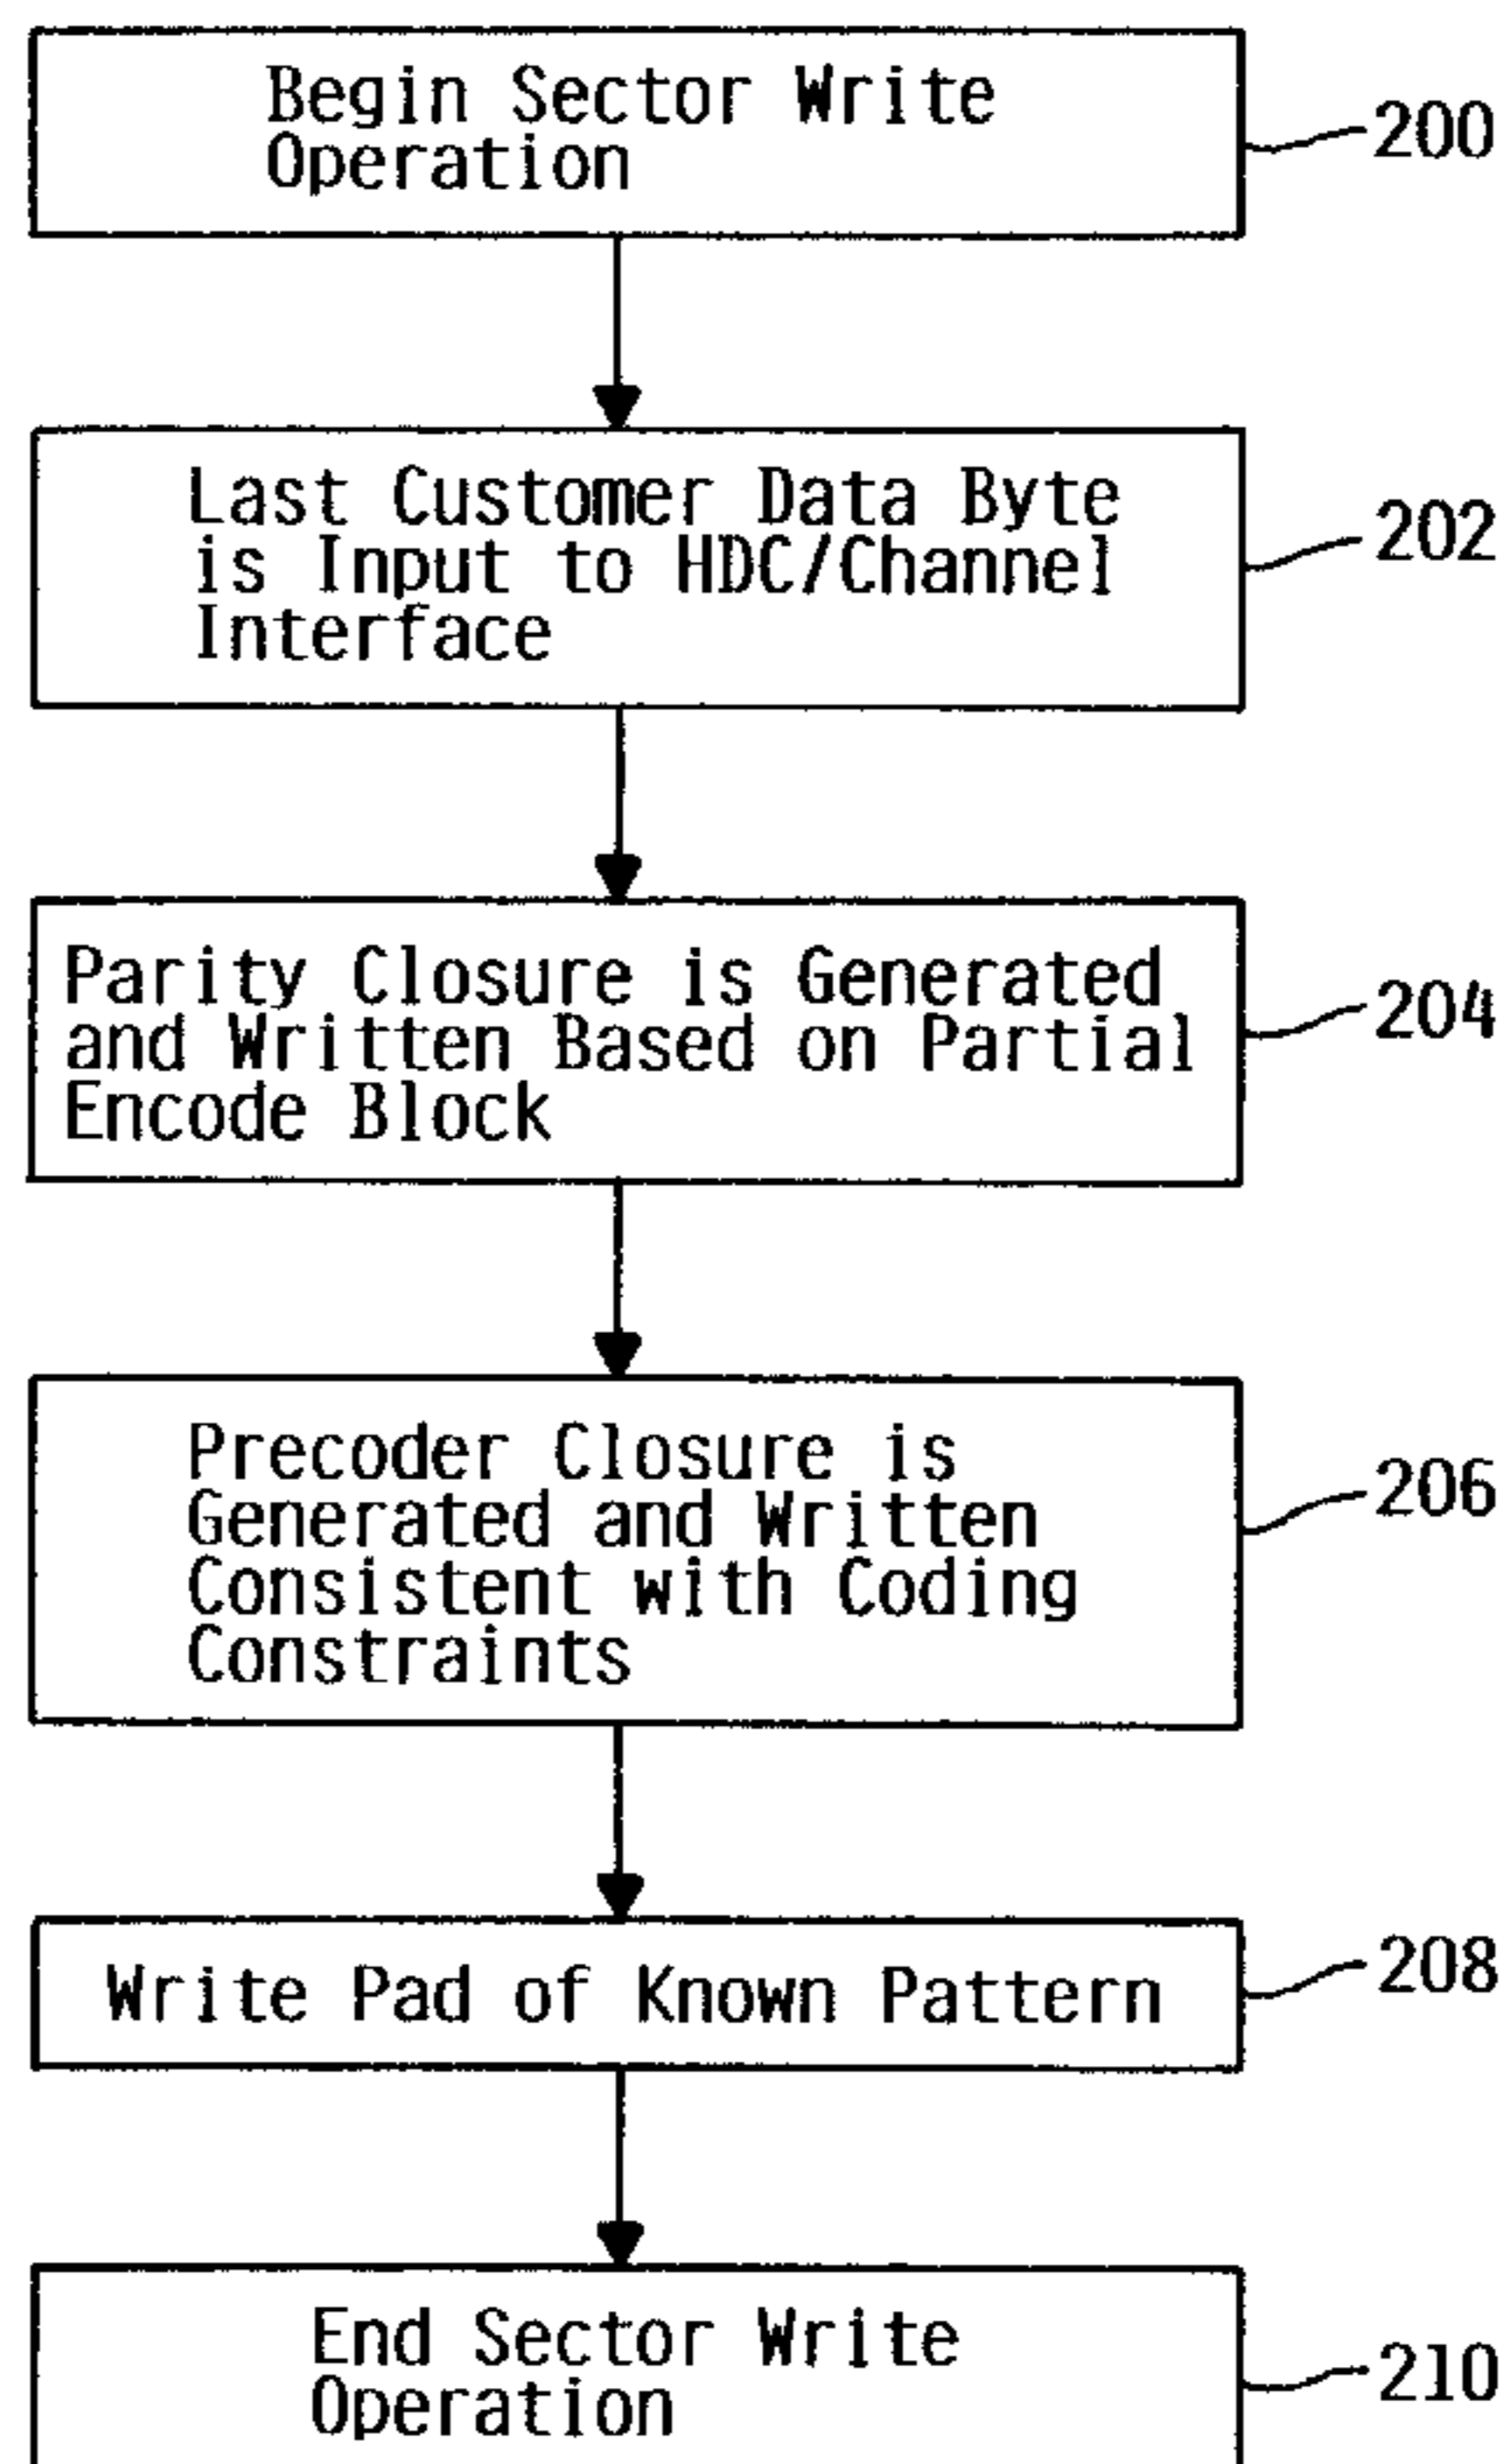 Begin Sector Write
Operation
200
Last Customer Data Byte
is Input to HDC/Channel
Interface
202
Parity Closure is Generated
and Written Based on Partial
Encode Block
204
Precoder Closure is
Generated and Written
Consistent with Coding
Constraints
206
Write Pad of Known Pattern
208
End Sector Write
Operation
210